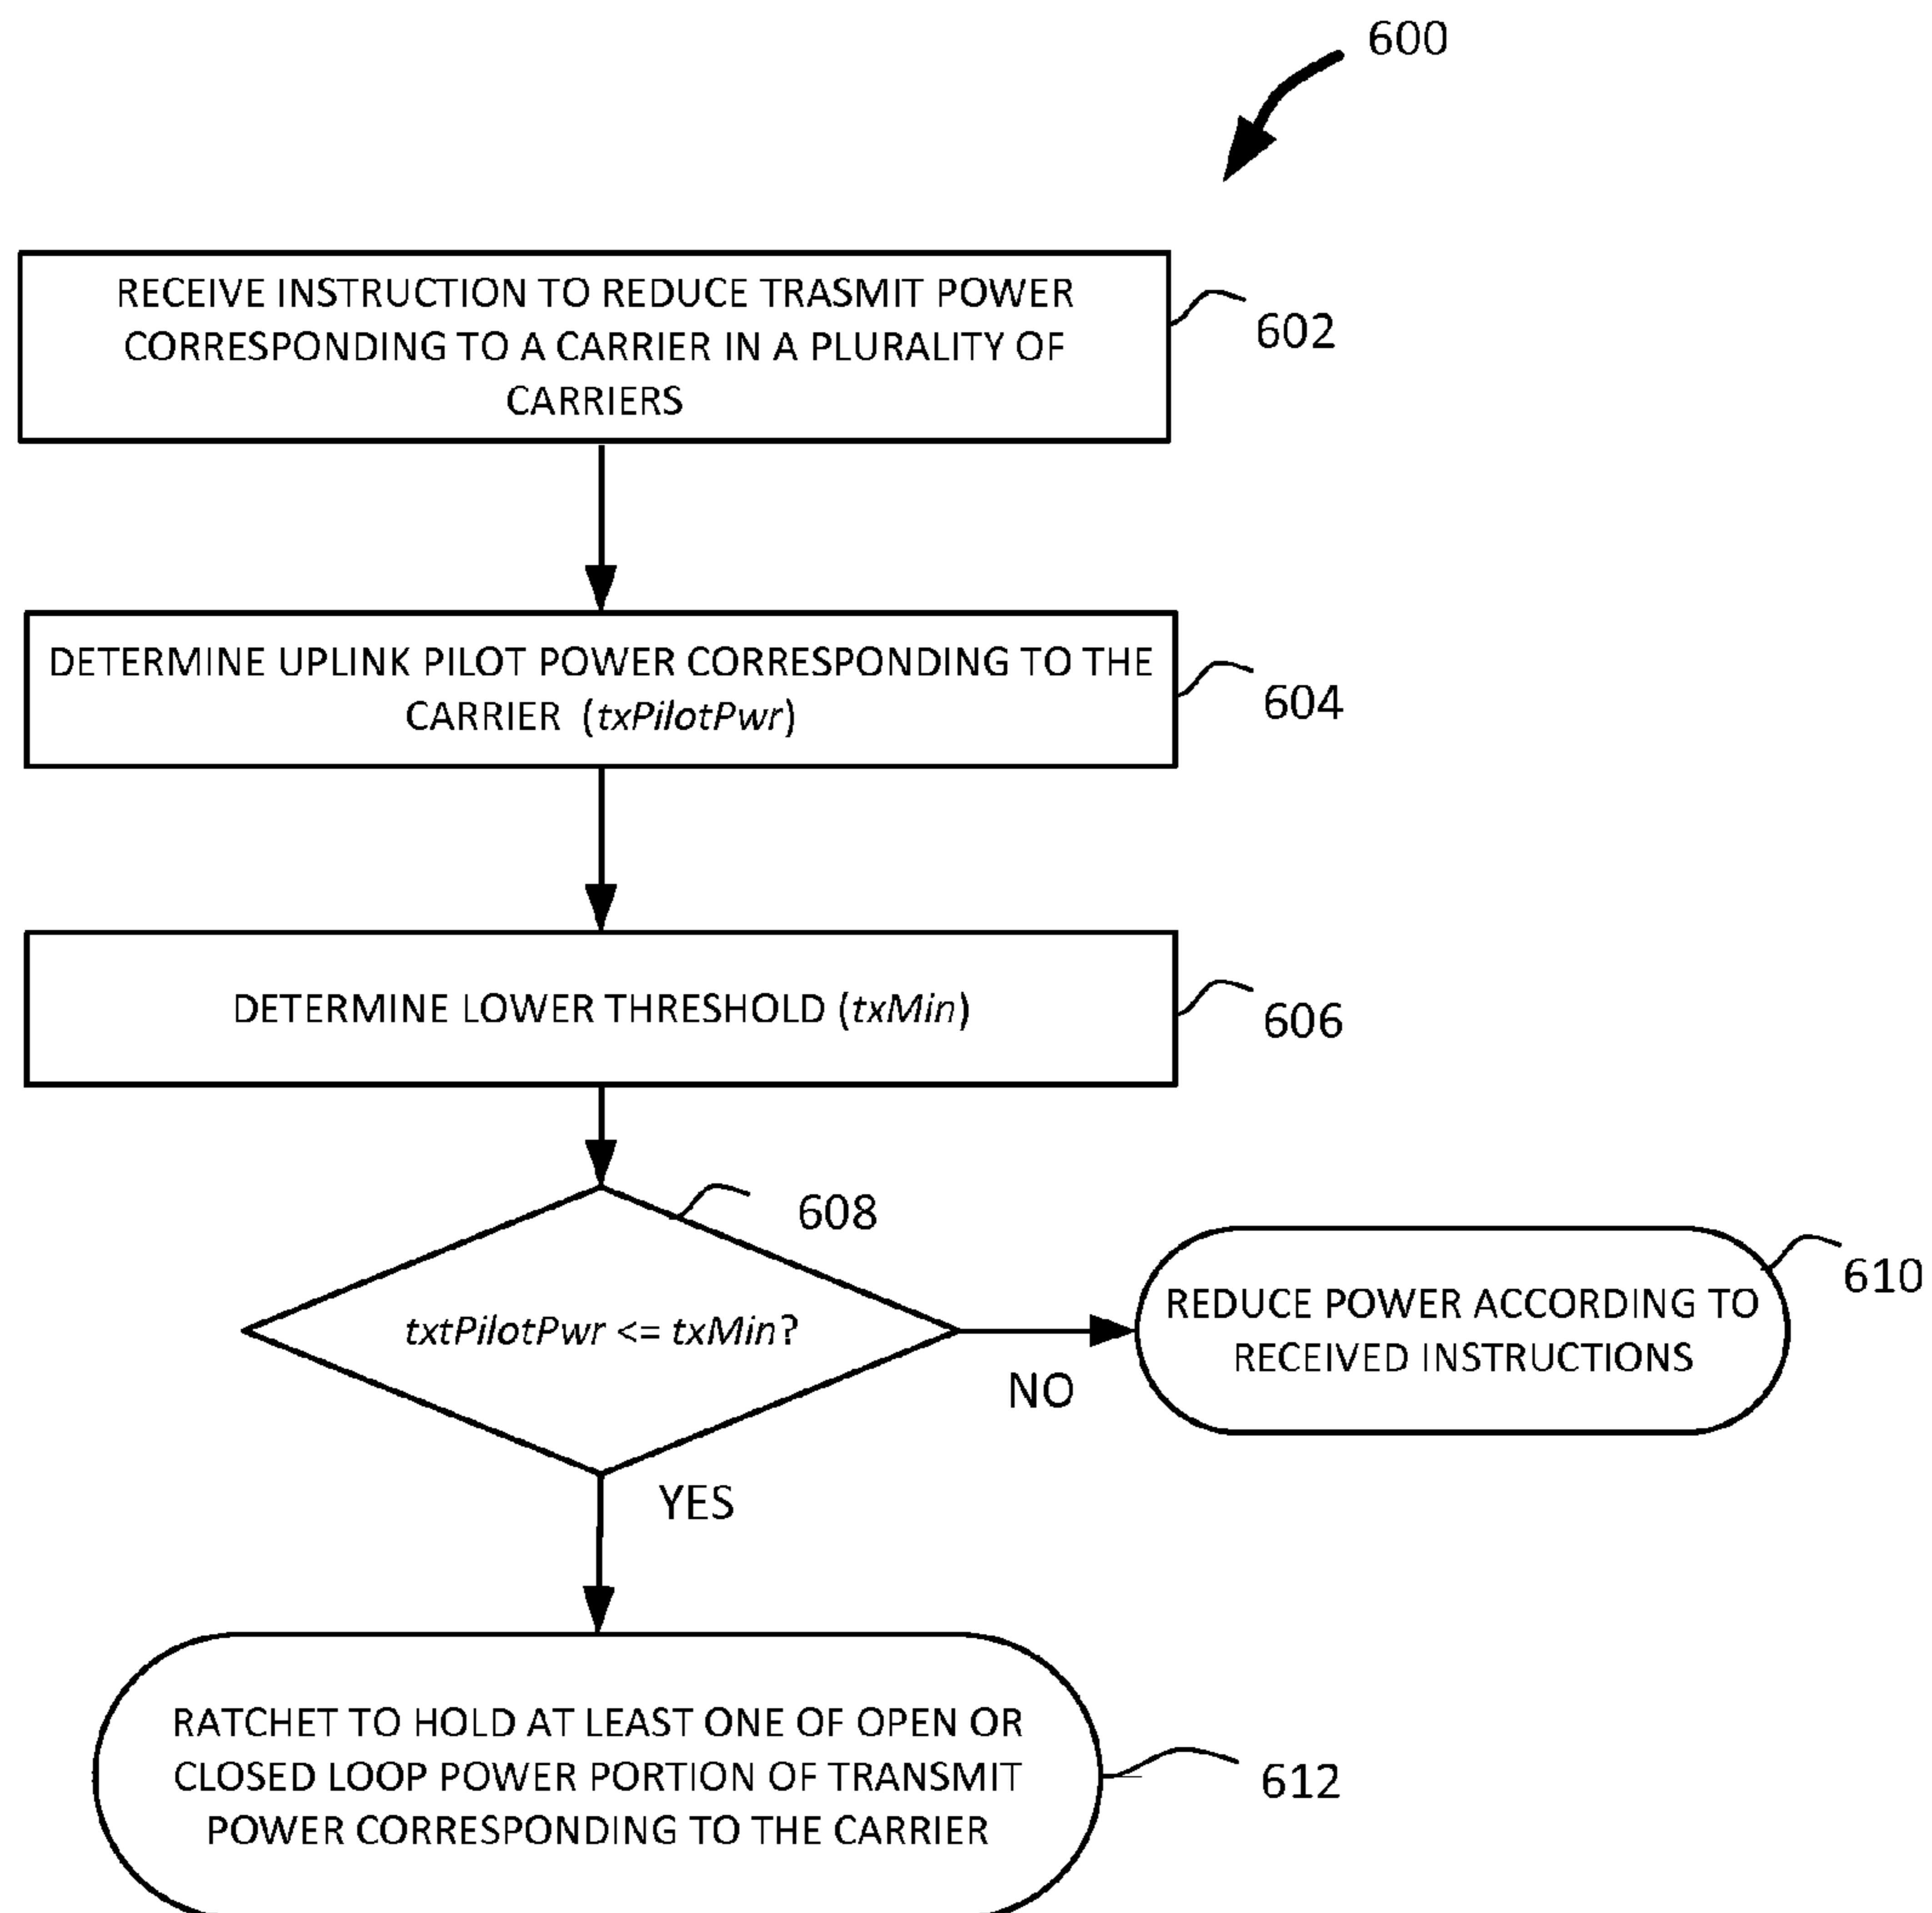 600
RECEIVE INSTRUCTION TO REDUCE TRASMIT POWER
CORRESPONDING TO A CARRIER IN A PLURALITY OF
CARRIERS
602
DETERMINE UPLINK PILOT POWER CORRESPONDING TO THE
CARRIER (txPilotPwr)
604
DETERMINE LOWER THRESHOLD (txMin)
606
608
txtPilotPwr <= txMin?
NO
610
REDUCE POWER ACCORDING TO
RECEIVED INSTRUCTIONS
YES
RATCHET TO HOLD AT LEAST ONE OF OPEN OR
CLOSED LOOP POWER PORTION OF TRANSMIT
POWER CORRESPONDING TO THE CARRIER
612